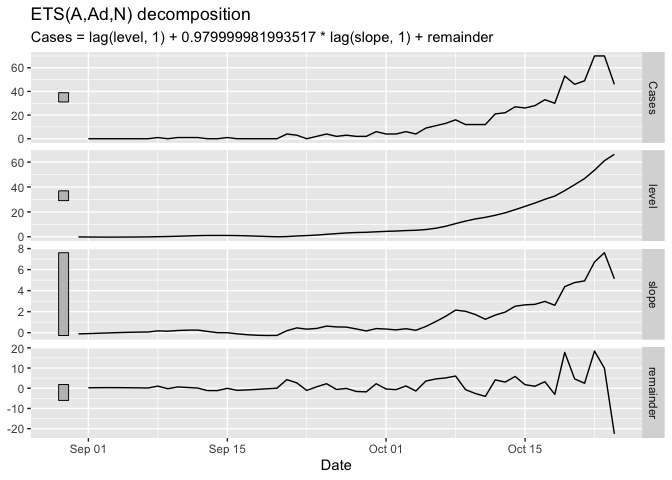 ETS(A,Ad,N) decomposition
Cases = lag(level, 1) + 0.979999981993517 * lag(slope, 1) + remainder
60
40
20
0
Cases
60
40
20
0
level
8
6
4
2
0
slope
20
10
0
-10
-20
remainder
Sep 01 Sep 15 Oct 01 Oct 15
Date